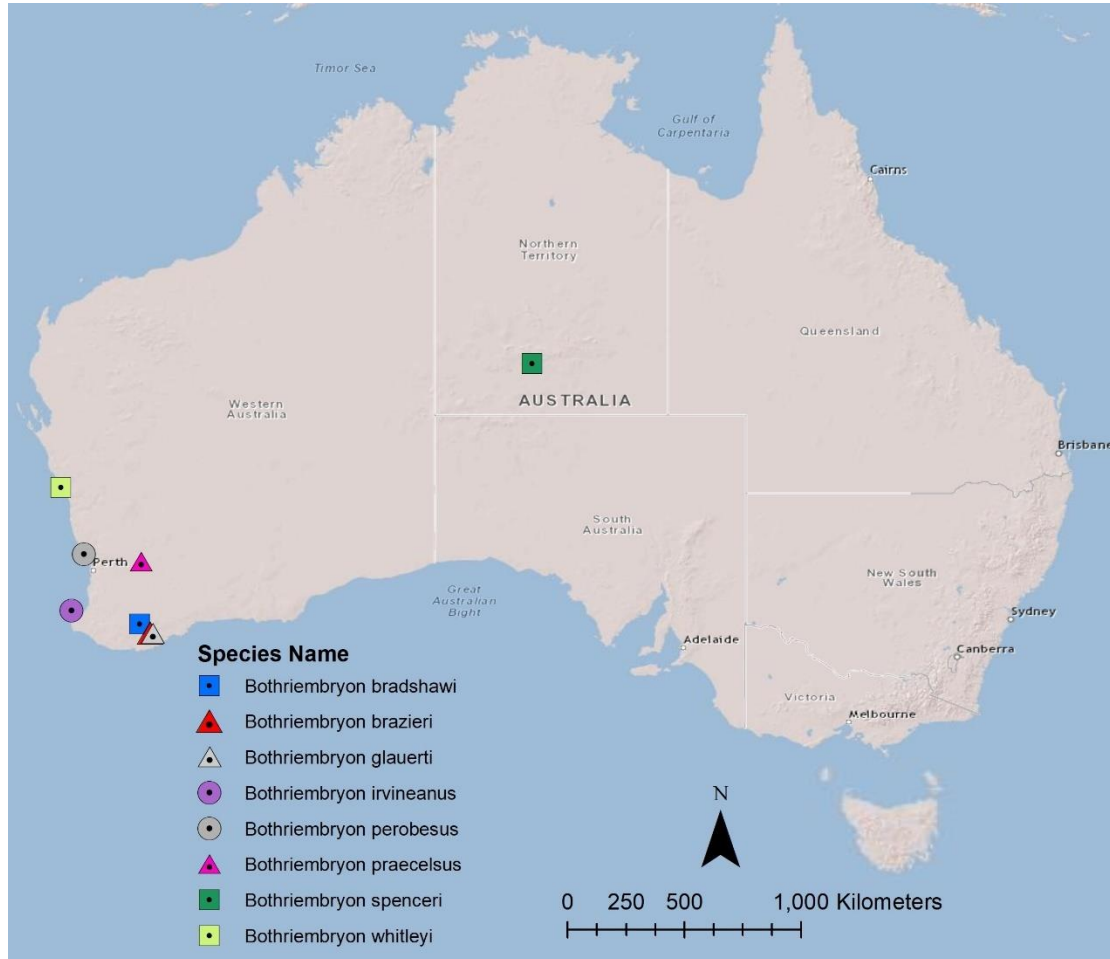 Timor Sea
Gulf of
Carpentaria
Cairns
Northern
Territory
Queensland
Western
Australia
AUSTRALIA
Brisbane
South
Australia
Perth
New South
Wales
Great
Australian
Bight
Sydney
Adelaide
Canberra
Victoria
Melbourne
Species Name
Bothriembryon bradshawi
Bothriembryon brazieri
Bothriembryon glauerti
Bothriembryon irvineanus
Bothriembryon perobesus
Bothriembryon praecelsus
Bothriembryon spenceri
Bothriembryon whitleyi
N
0 250 500 1,000 Kilometers